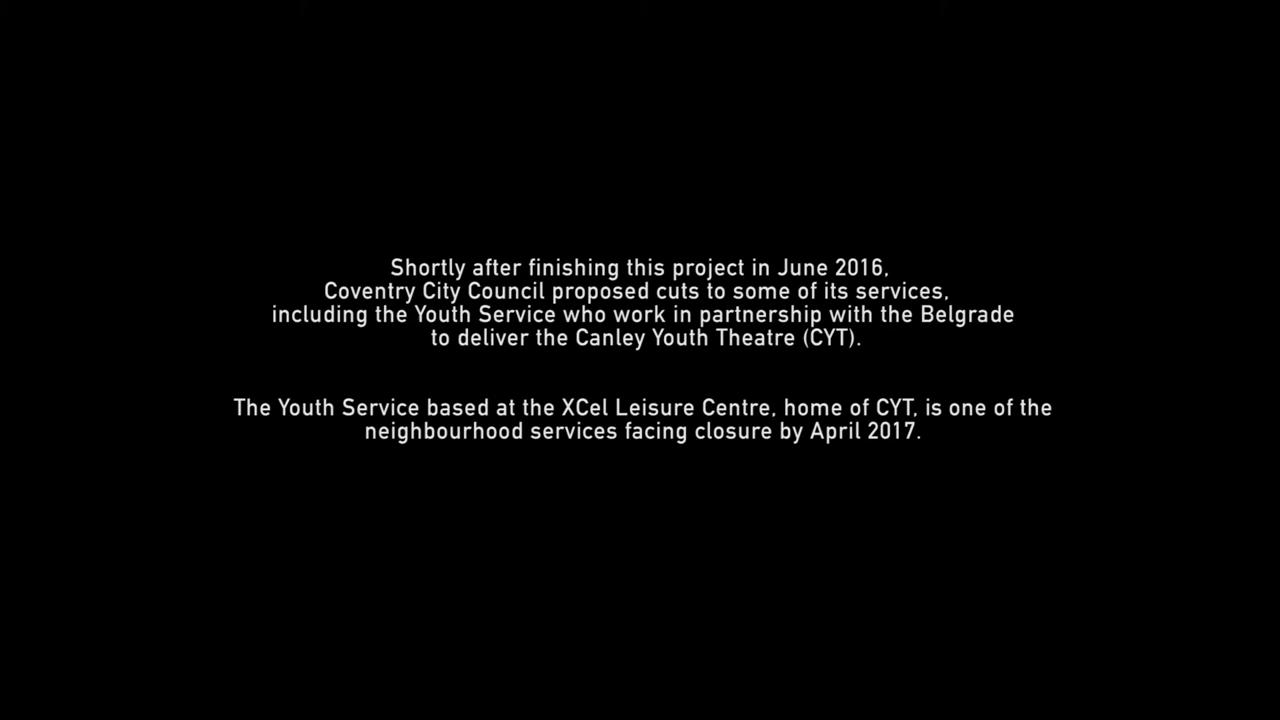 Shortly after finishing this project in June 2016,
Coventry City Council proposed cuts to some of its services,
including the Youth Service who work in partnership with the Belgrade
to deliver the Canley Youth Theatre (CYT).
The Youth Service based at the XCel Leisure Centre, home of CYT, is one of the
neighbourhood services facing closure by April 2017.